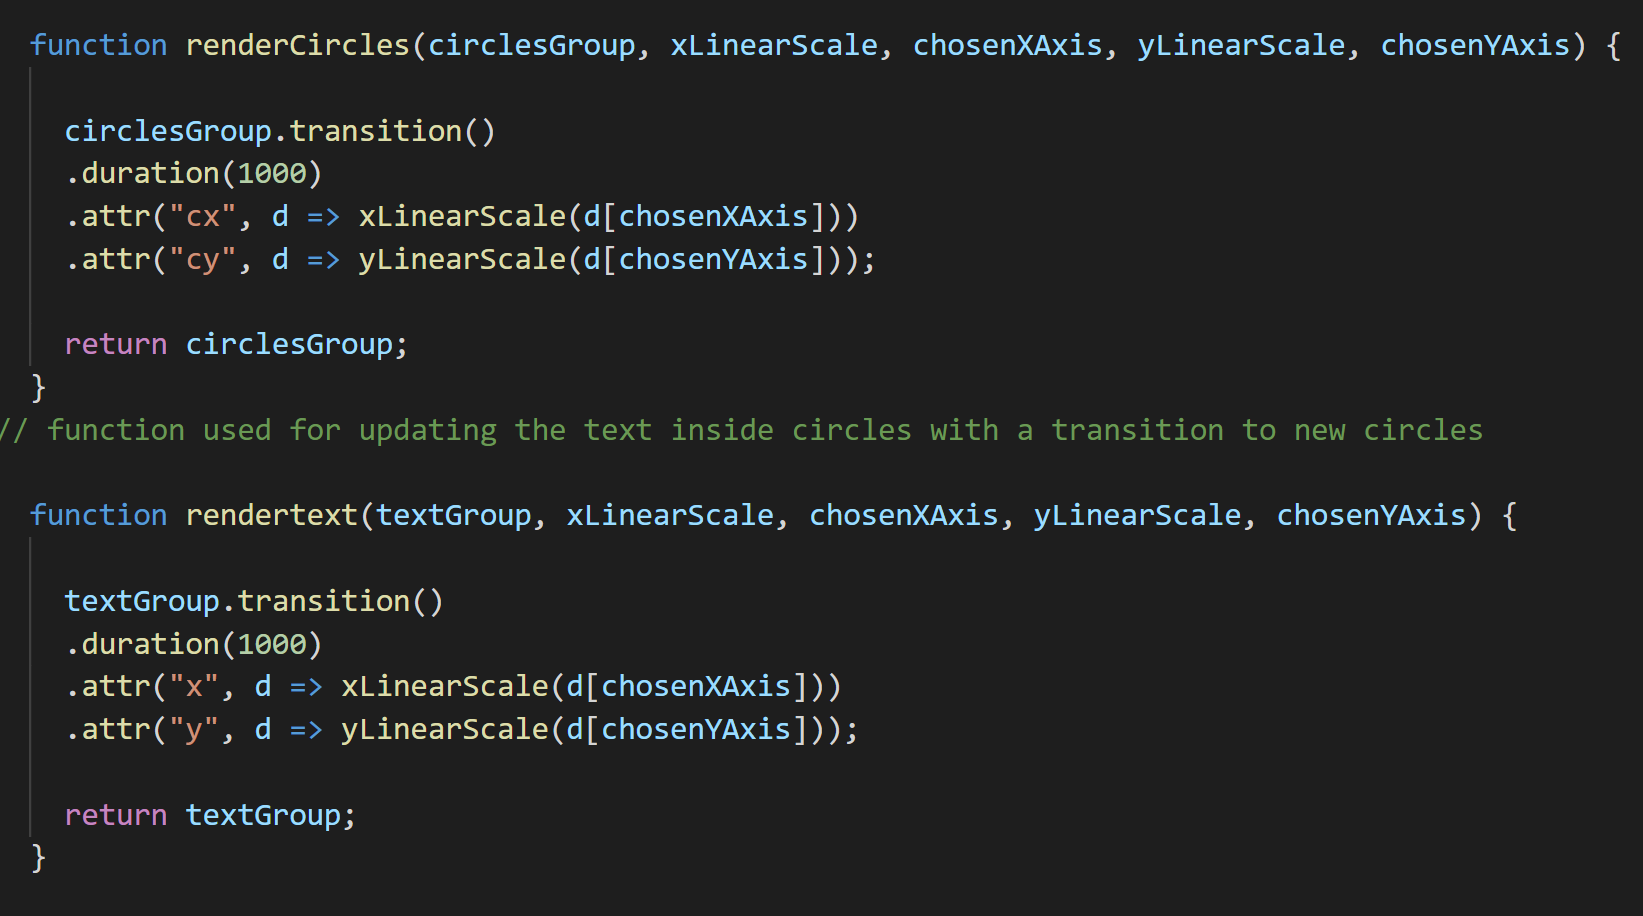 function renderCircles(circlesGroup, xLinearScale, chosenXAxis, yLinearScale, chosenYAxis) {
circlesGroup.transition()
.duration(1000)
.attr("cx", d => xLinearScale(d[chosenXAxis]))
.attr("cy", d => yLinearScale(d[chosenYAxis]));
return circlesGroup;
}
// function used for updating the text inside circles with a transition to new circles
function rendertext(textGroup, xLinearScale, chosenXAxis, yLinearScale, chosenYAxis) {
textGroup.transition()
.duration(1000)
.attr("x", d => xLinearScale(d[chosenXAxis]))
.attr("y", d => yLinearScale(d[chosenYAxis]));
return textGroup;
}